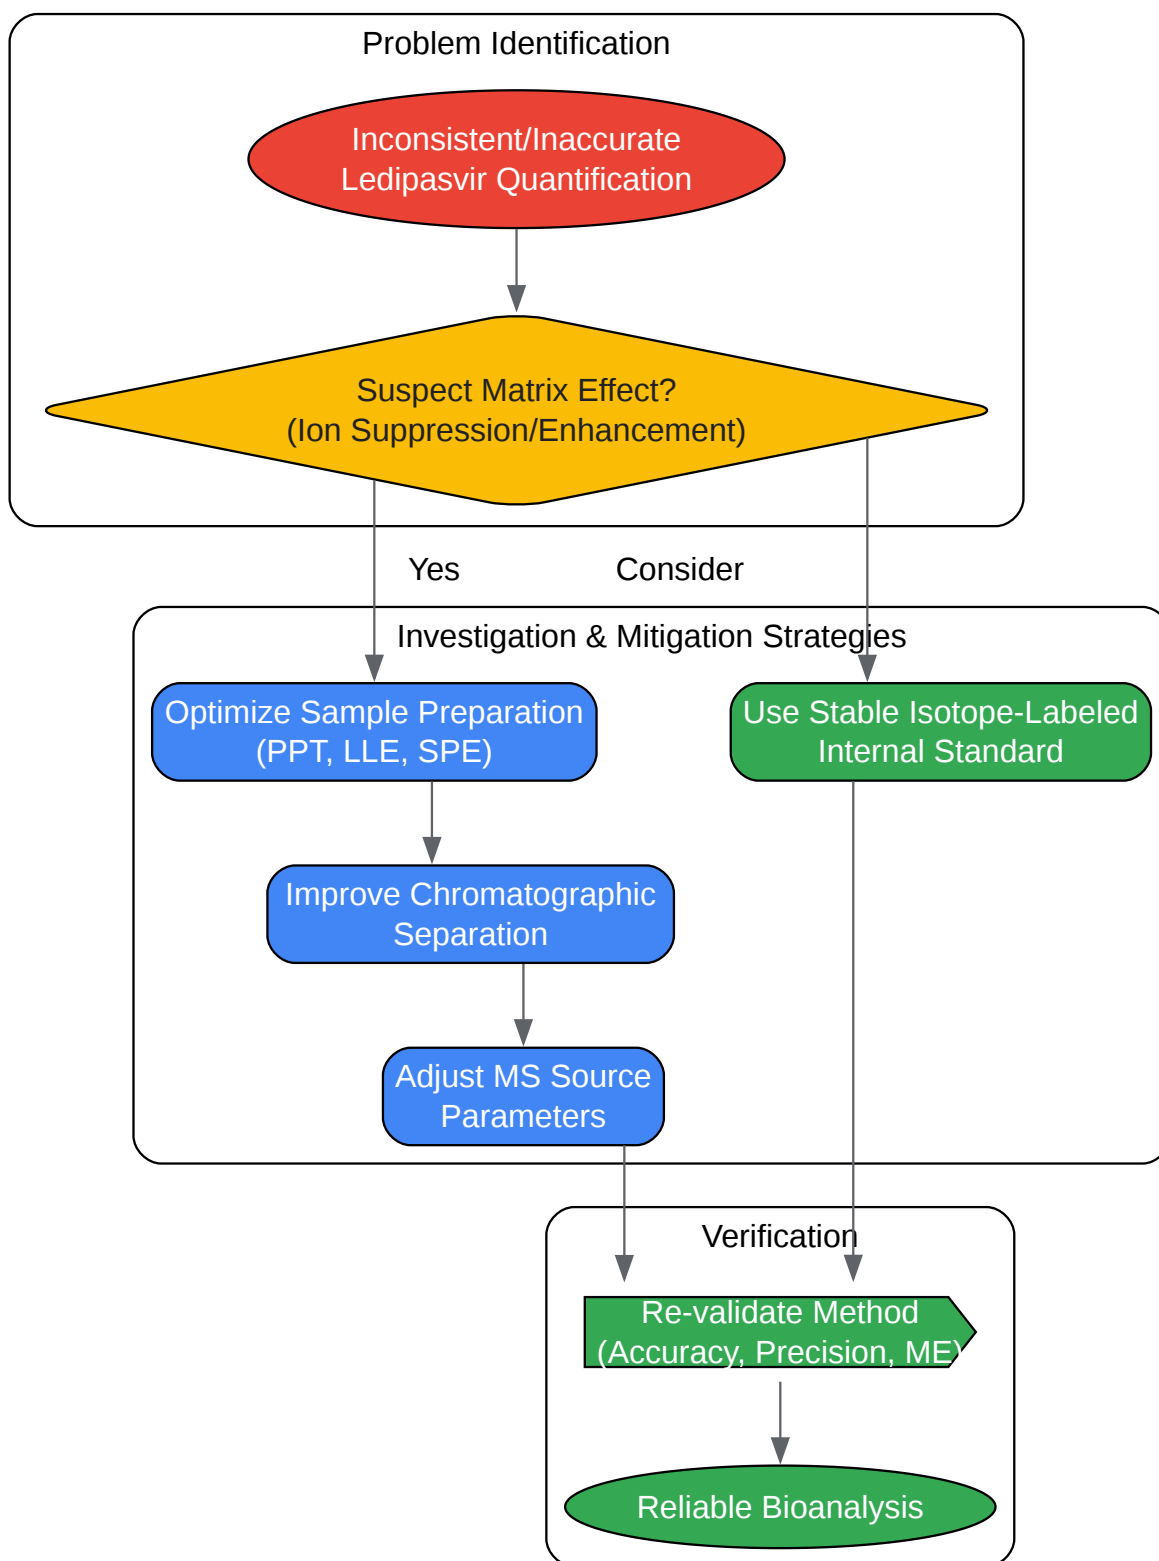 Problem Identification
Inconsistent/Inaccurate
Ledipasvir Quantification
Suspect Matrix Effect?
(Ion Suppression/Enhancement)
Yes
Consider
Investigation & Mitigation Strategies
Optimize Sample Preparation
(PPT, LLE, SPE)
Use Stable Isotope-Labeled
Internal Standard
Improve Chromatographic
Separation
Adjust MS Source
Parameters
Verification
Re-validate Method
(Accuracy, Precision, ME)
Reliable Bioanalysis